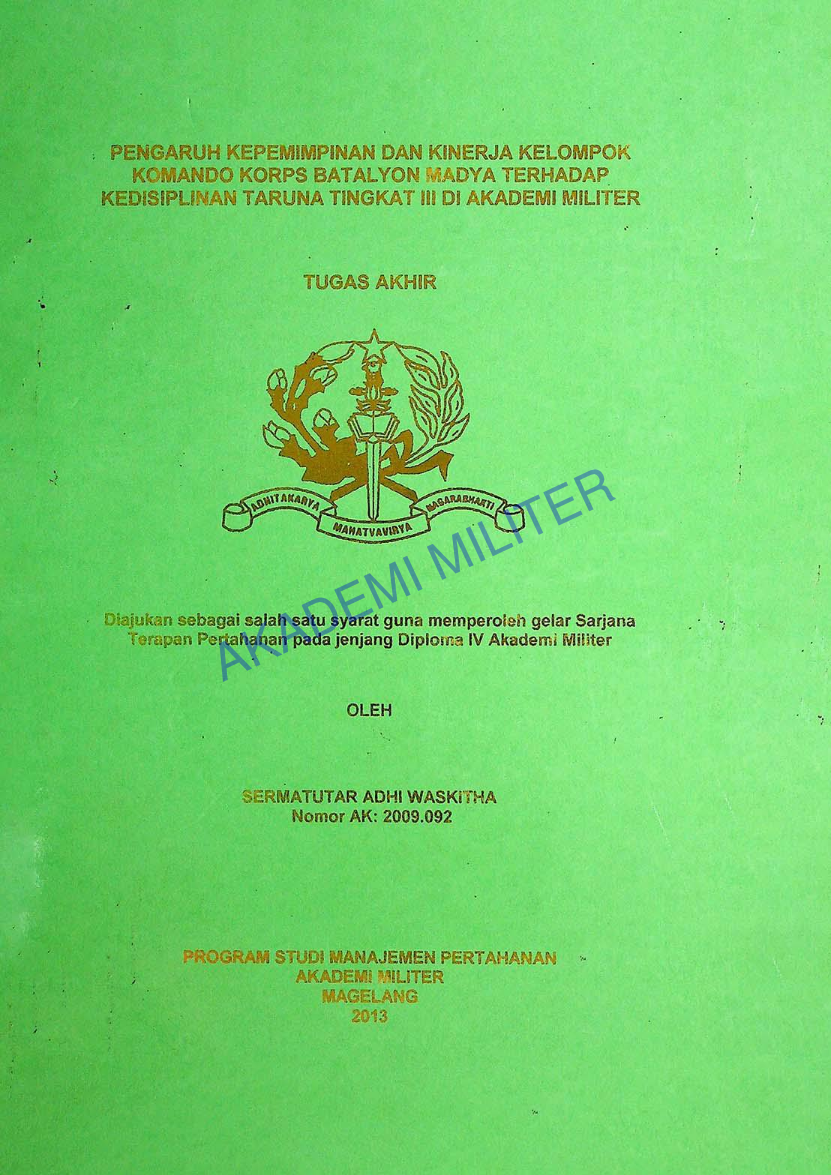 PENGARUH KEPEMIMPINAN DAN KINERJA KELOMPOK
KOMANDO KORPS BATALYON MADYA TERHADAP
KEDISIPLINAN TARUNA TINGKAT III DI AKADEMI MILITER
TUGAS AKHIR
ADHITAKARYA
MAHATVAVIRYA
NAGARABHAKTI
AKADEMI MILITER
Diajukan sebagai salah satu syarat guna memperoleh gelar Sarjana
Terapan Pertahanan pada jenjang Diploma IV Akademi Militer
OLEH
SERMATUTAR ADHI WASKITHA
Nomor AK: 2009.092
PROGRAM STUDI MANAJEMEN PERTAHANAN
AKADEMI MILITER
MAGELANG
2013